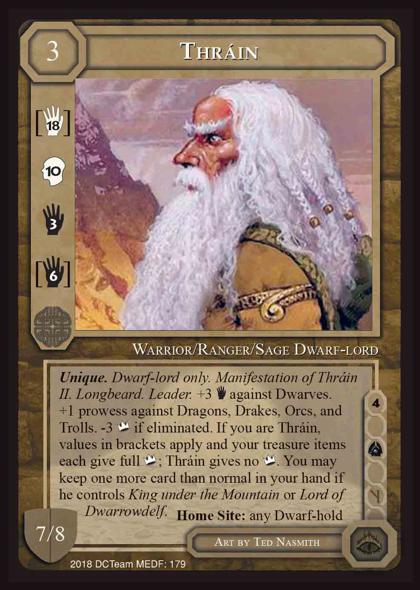 3
THRÁIN
[18]
10
3
[6]
WARRIOR/RANGER/SAGE DWARF-LORD
Unique. Dwarf-lord only. Manifestation of Thráin
II. Longbeard. Leader. +3 against Dwarves.
+1 prowess against Dragons, Drakes, Orcs, and
Trolls. -3 if eliminated. If you are Thráin,
values in brackets apply and your treasure items
each give full ; Thráin gives no . You may
keep one more card than normal in your hand if
he controls King under the Mountain or Lord of
Dwarrowdelf. Home Site: any Dwarf-hold
4
7/8
ART BY TED NASMITH
2018 DCTeam MEDF: 179